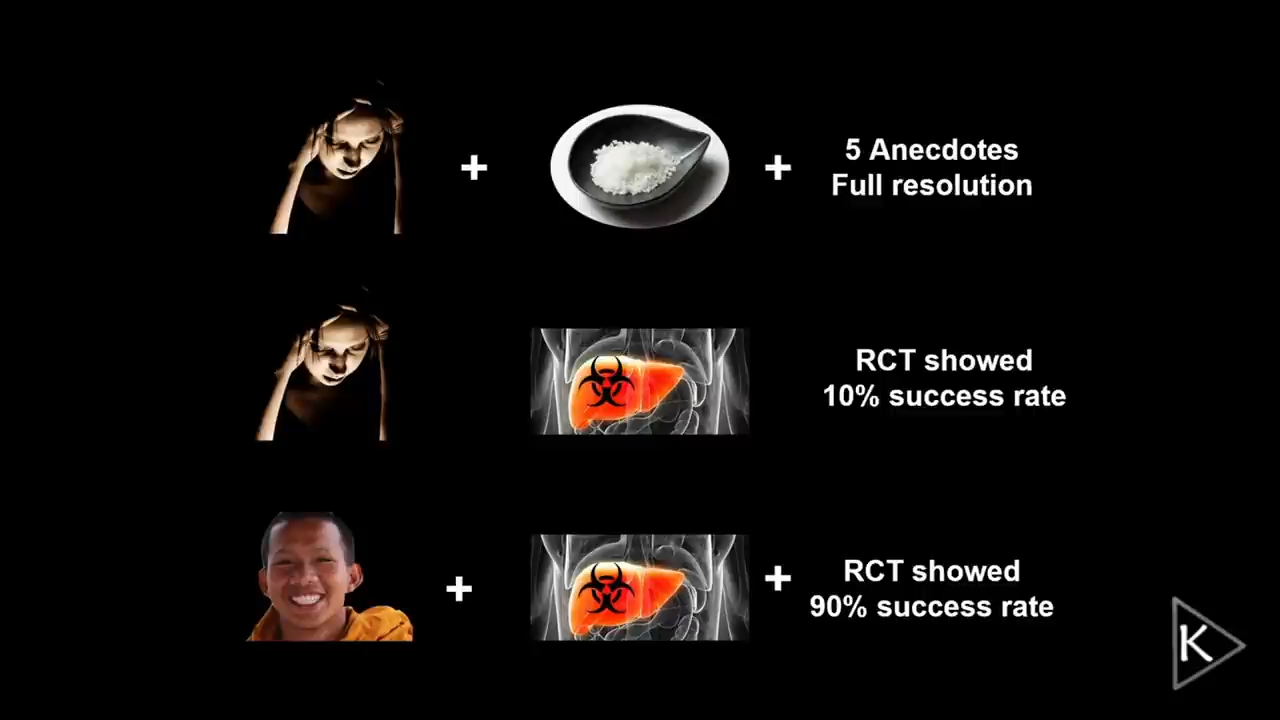 + + 5 Anecdotes
Full resolution
RCT showed
10% success rate
+ + RCT showed
90% success rate
K